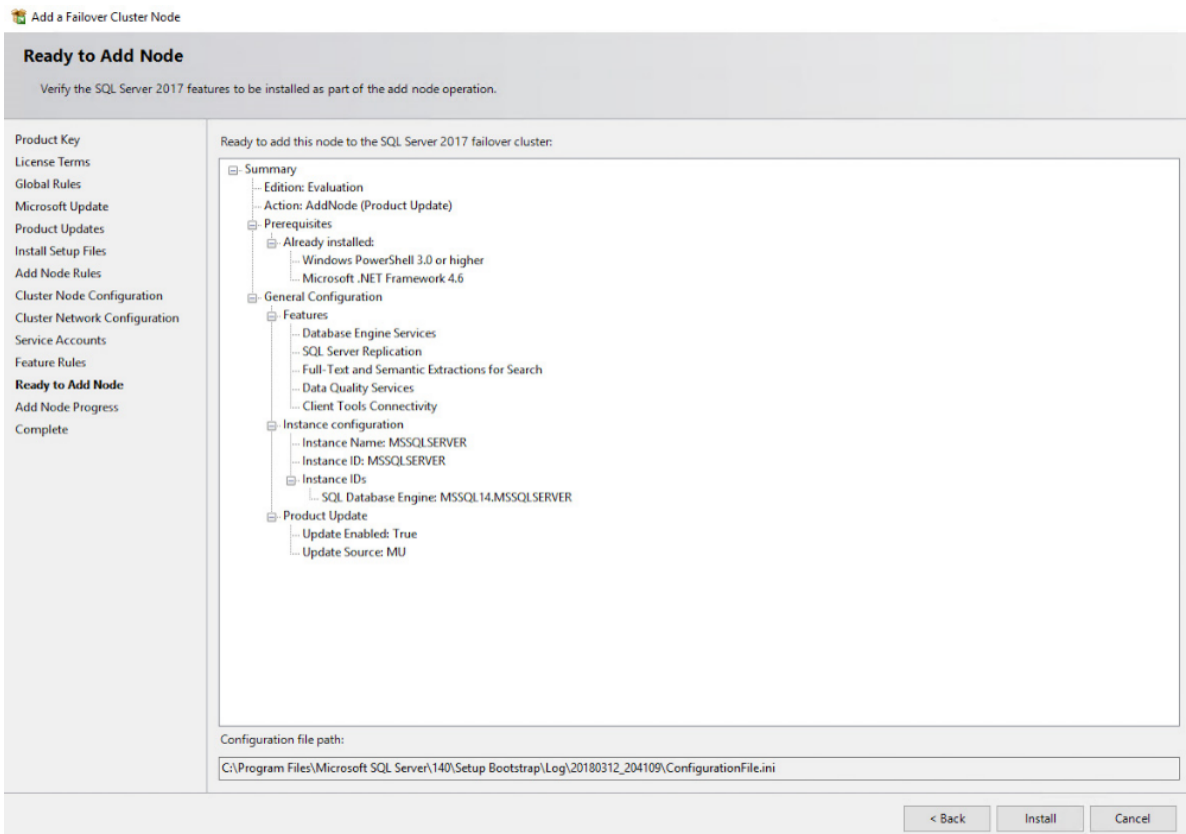 Add a Failover Cluster Node
Ready to Add Node
Verify the SQL Server 2017 features to be installed as part of the add node operation.
Product Key
License Terms
Global Rules
Microsoft Update
Product Updates
Install Setup Files
Add Node Rules
Cluster Node Configuration
Cluster Network Configuration
Service Accounts
Feature Rules
Ready to Add Node
Add Node Progress
Complete
Ready to add this node to the SQL Server 2017 failover cluster:
Summary
Edition: Evaluation
Action: AddNode (Product Update)
Prerequisites
Already installed:
Windows PowerShell 3.0 or higher
Microsoft .NET Framework 4.6
General Configuration
Features
Database Engine Services
SQL Server Replication
Full-Text and Semantic Extractions for Search
Data Quality Services
Client Tools Connectivity
Instance configuration
Instance Name: MSSQLSERVER
Instance ID: MSSQLSERVER
Instance IDs
SQL Database Engine: MSSQL14.MSSQLSERVER
Product Update
Update Enabled: True
Update Source: MU
Configuration file path:
C:\Program Files\Microsoft SQL Server\140\Setup Bootstrap\Log\20180312_204109\ConfigurationFile.ini
< Back
Install
Cancel